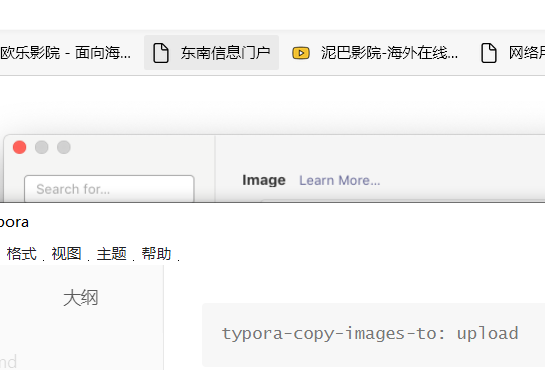 欧乐影院 - 面向海... 东南信息门户 泥巴影院-海外在线... 网络用
Search for...
Image Learn More...
pora
格式 视图 主题 帮助
大纲
typora-copy-images-to: upload
md